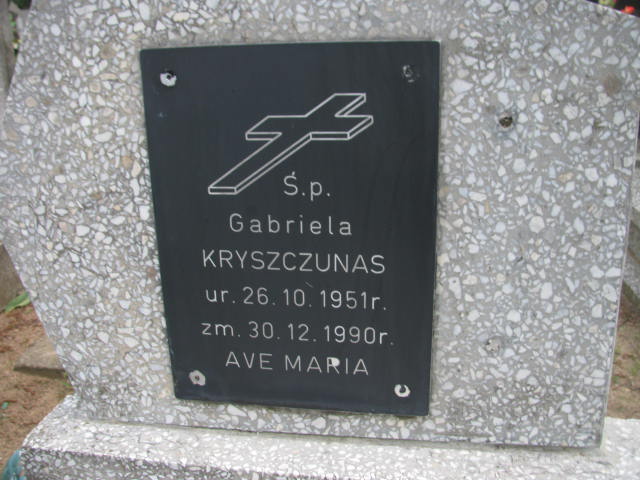 Ś.p.
Gabriela
KRYSZCZUNAS
ur. 26.10.1951r.
zm. 30.12.1990r.
AVE MARIA